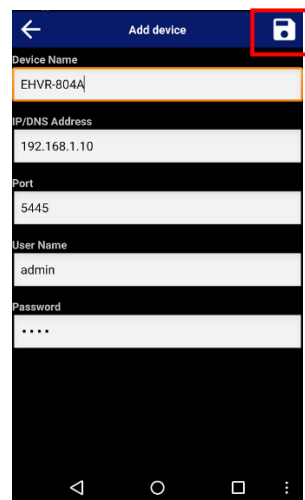 Add device
Device Name
EHVR-804A
IP/DNS Address
192.168.1.10
Port
5445
User Name
admin
Password
••••